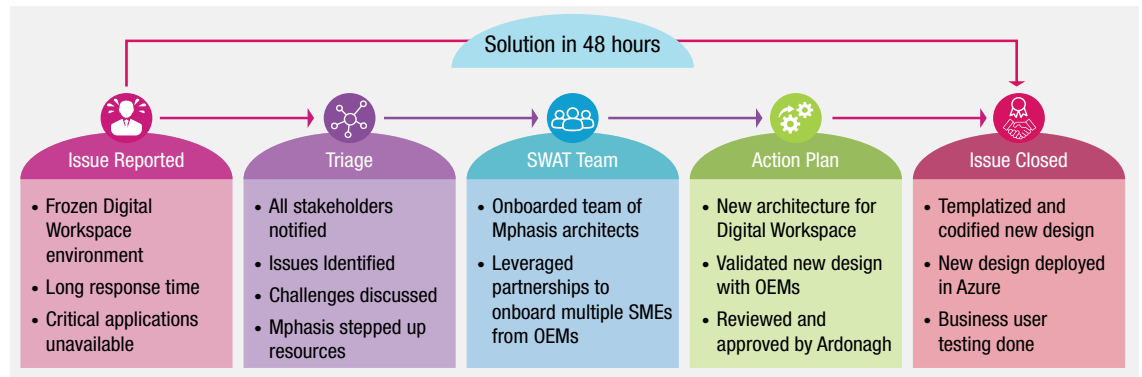 Solution in 48 hours
Issue Reported
• Frozen Digital
Workspace
environment
• Long response time
• Critical applications
unavailable
Triage
• All stakeholders
notified
• Issues Identified
• Challenges discussed
• Mphasis stepped up
resources
SWAT Team
• Onboarded team of
Mphasis architects
• Leveraged
partnerships to
onboard multiple SMEs
from OEMs
Action Plan
• New architecture for
Digital Workspace
• Validated new design
with OEMs
• Reviewed and
approved by Ardonagh
Issue Closed
• Templatized and
codified new design
• New design deployed
in Azure
• Business user
testing done